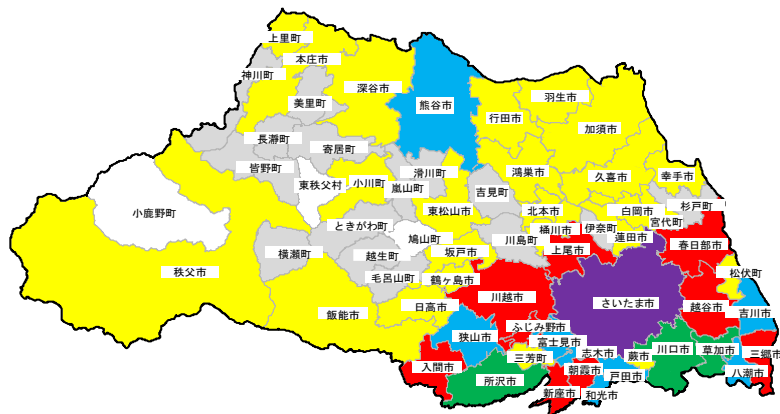 上里町
本庄市
神川町
美里町
深谷市
熊谷市
行田市
羽生市
加須市
長瀞町
寄居町
皆野町
東秩父村
小川町
嵐山町
滑川町
吉見町
鴻巣市
久喜市
幸手市
小鹿野町
東松山市
北本市
白岡市
杉戸町
宮代町
ときがわ町
鳩山町
川島町
桶川市
伊奈町
蓮田市
春日部市
横瀬町
越生町
坂戸市
上尾市
秩父市
毛呂山町
鶴ヶ島市
松伏町
飯能市
日高市
川越市
さいたま市
越谷市
吉川市
狭山市
ふじみ野市
富士見市
志木市
川口市
草加市
三郷市
入間市
三芳町
蕨市
所沢市
朝霞市
戸田市
八潮市
新座市
和光市